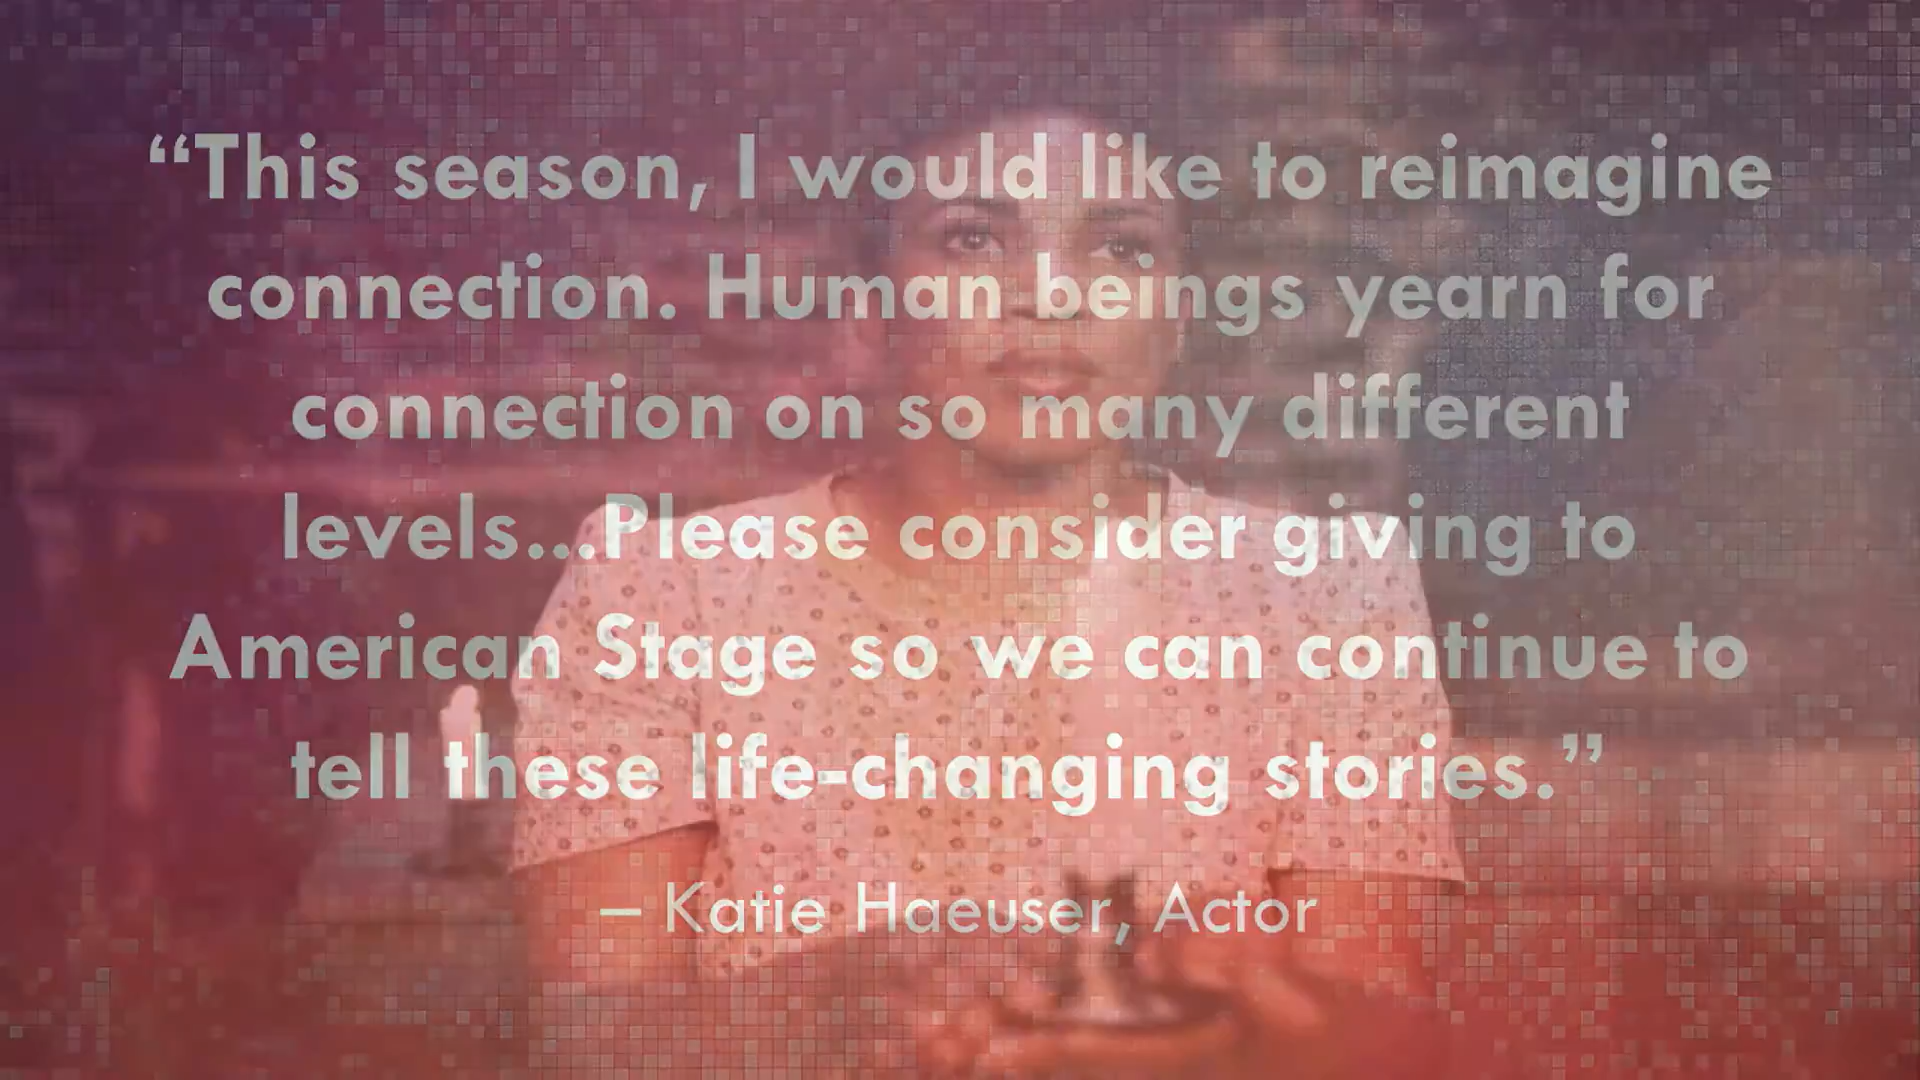 “This season, I would like to reimagine
connection. Human beings yearn for
connection on so many different
levels...Please consider giving to
American Stage so we can continue to
tell these life-changing stories.”
– Katie Haeuser, Actor